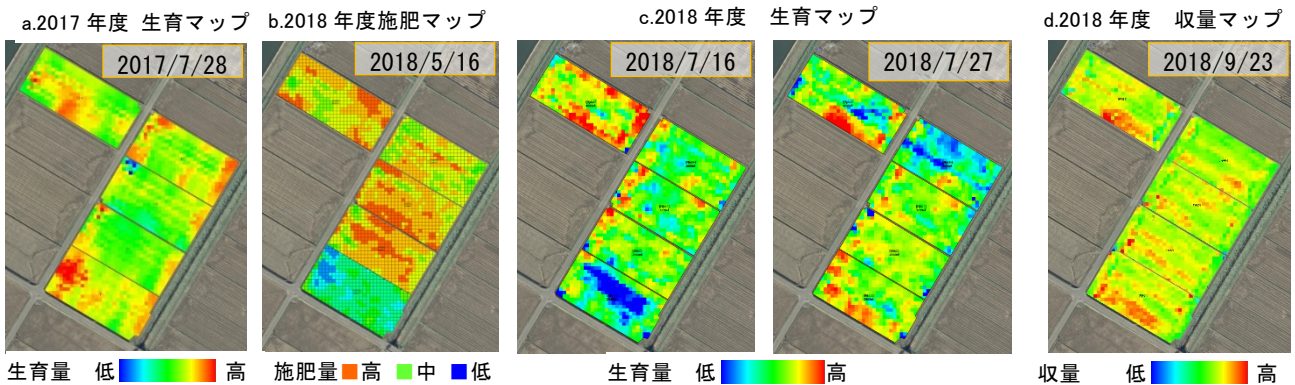 a.2017 年度 生育マップ
b.2018 年度施肥マップ
c.2018 年度 生育マップ
d.2018 年度 収量マップ
2017/7/28
2018/5/16
2018/7/16
2018/7/27
2018/9/23
生育量 低 高
施肥量 高 中 低
生育量 低 高
収量 低 高